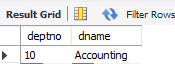 Result Grid Filter Rows
deptno dname
10 Accounting